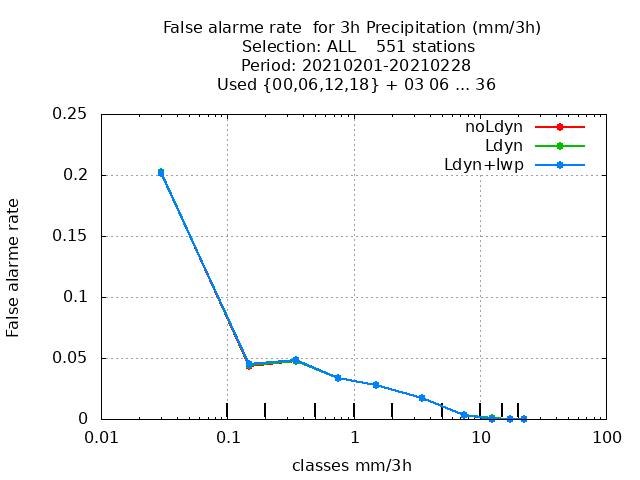 False alarme rate  for 3h Precipitation (mm/3h)
Selection: ALL    551 stations
Period: 20210201-20210228
Used {00,06,12,18} + 03 06 ... 36
0.25
0.2
0.15
0.1
0.05
0
False alarme rate
noLdyn
Ldyn
Ldyn+lwp
0.01
0.1
1
10
100
classes mm/3h